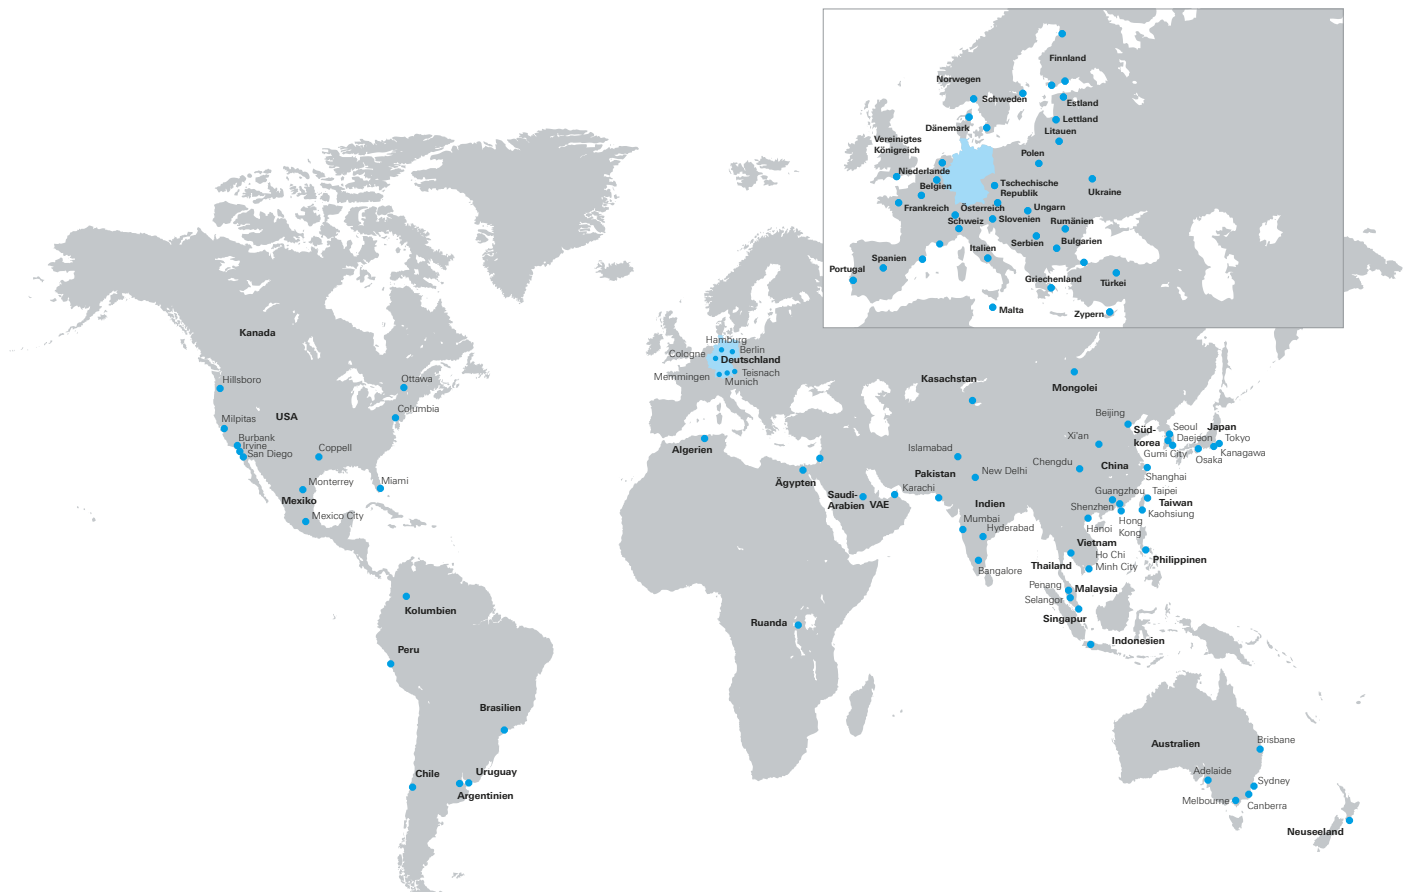 Finnland
Norwegen
Schweden
Estland
Lettland
Dänemark
Litauen
Vereinigtes
Königreich
Polen
Niederlande
Tschechische
Republik
Belgien
Ukraine
Frankreich
Österreich
Ungarn
Schweiz
Slovenien
Rumänien
Serbien
Bulgarien
Italien
Spanien
Portugal
Griechenland
Türkei
Malta
Zypern
Kanada
Hillsboro
Ottawa
USA
Columbia
Milpitas
Burbank
Irvine
San Diego
Coppell
Monterrey
Miami
Mexiko
Mexico City
Kolumbien
Peru
Brasilien
Chile
Uruguay
Argentinien
Hamburg
Cologne
Berlin
Deutschland
Memmingen
Teisnach
Munich
Algerien
Ägypten
Saudi-
Arabien
VAE
Ruanda
Kasachstan
Mongolei
Beijing
Süd-
korea
Seoul
Daejeon
Gumi City
Japan
Tokyo
Kanagawa
Osaka
Xi'an
Islamabad
Chengdu
China
Pakistan
New Delhi
Shanghai
Karachi
Indien
Guangzhou
Taipei
Shenzhen
Taiwan
Kaohsiung
Hong
Kong
Mumbai
Hyderabad
Hanoi
Vietnam
Bangalore
Thailand
Ho Chi
Minh City
Philippinen
Penang
Malaysia
Selangor
Singapur
Indonesien
Australien
Brisbane
Adelaide
Sydney
Melbourne
Canberra
Neuseeland